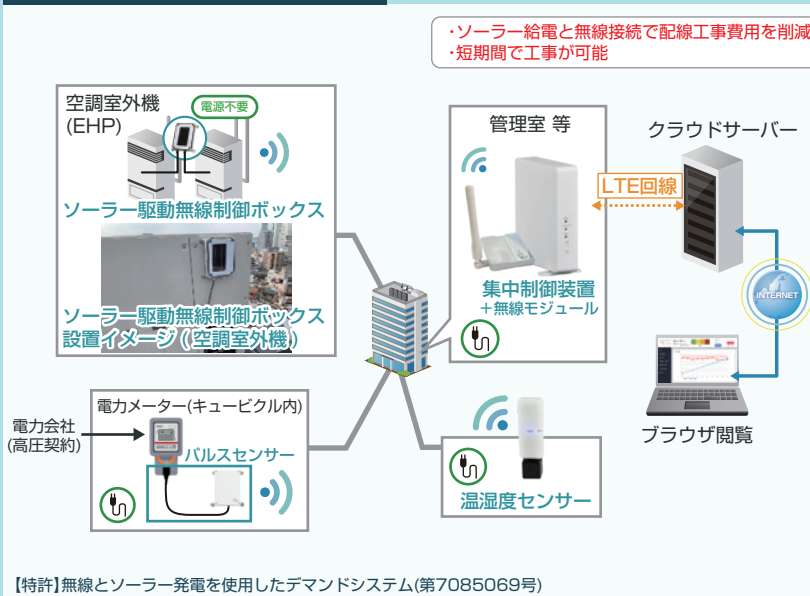 ・ソーラー給電と無線接続で配線工事費用を削減
・短期間で工事が可能
空調室外機
(EHP)
電源不要
ソーラー駆動無線制御ボックス
ソーラー駆動無線制御ボックス
設置イメージ(空調室外機)
管理室 等
集中制御装置
+無線モジュール
LTE回線
クラウドサーバー
INTERNET
ブラウザ閲覧
電力会社
(高圧契約)
電力メーター(キュービクル内)
パルスセンサー
温湿度センサー
【特許】無線とソーラー発電を使用したデマンドシステム(第7085069号)